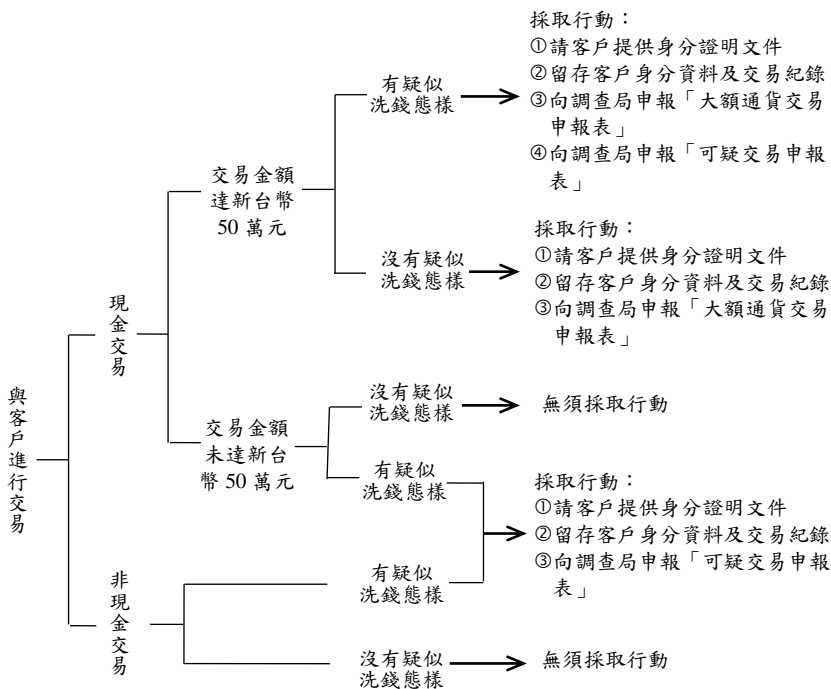 與客戶進行交易
現金交易
交易金額
達新台幣
50 萬元
有疑似
洗錢態樣
採取行動：
①請客戶提供身分證明文件
②留存客戶身分資料及交易紀錄
③向調查局申報「大額通貨交易
申報表」
④向調查局申報「可疑交易申報
表」
沒有疑似
洗錢態樣
採取行動：
①請客戶提供身分證明文件
②留存客戶身分資料及交易紀錄
③向調查局申報「大額通貨交易
申報表」
交易金額
未達新台
幣 50 萬元
沒有疑似
洗錢態樣
無須採取行動
有疑似
洗錢態樣
非現金交易
有疑似
洗錢態樣
採取行動：
①請客戶提供身分證明文件
②留存客戶身分資料及交易紀錄
③向調查局申報「可疑交易申報
表」
沒有疑似
洗錢態樣
無須採取行動